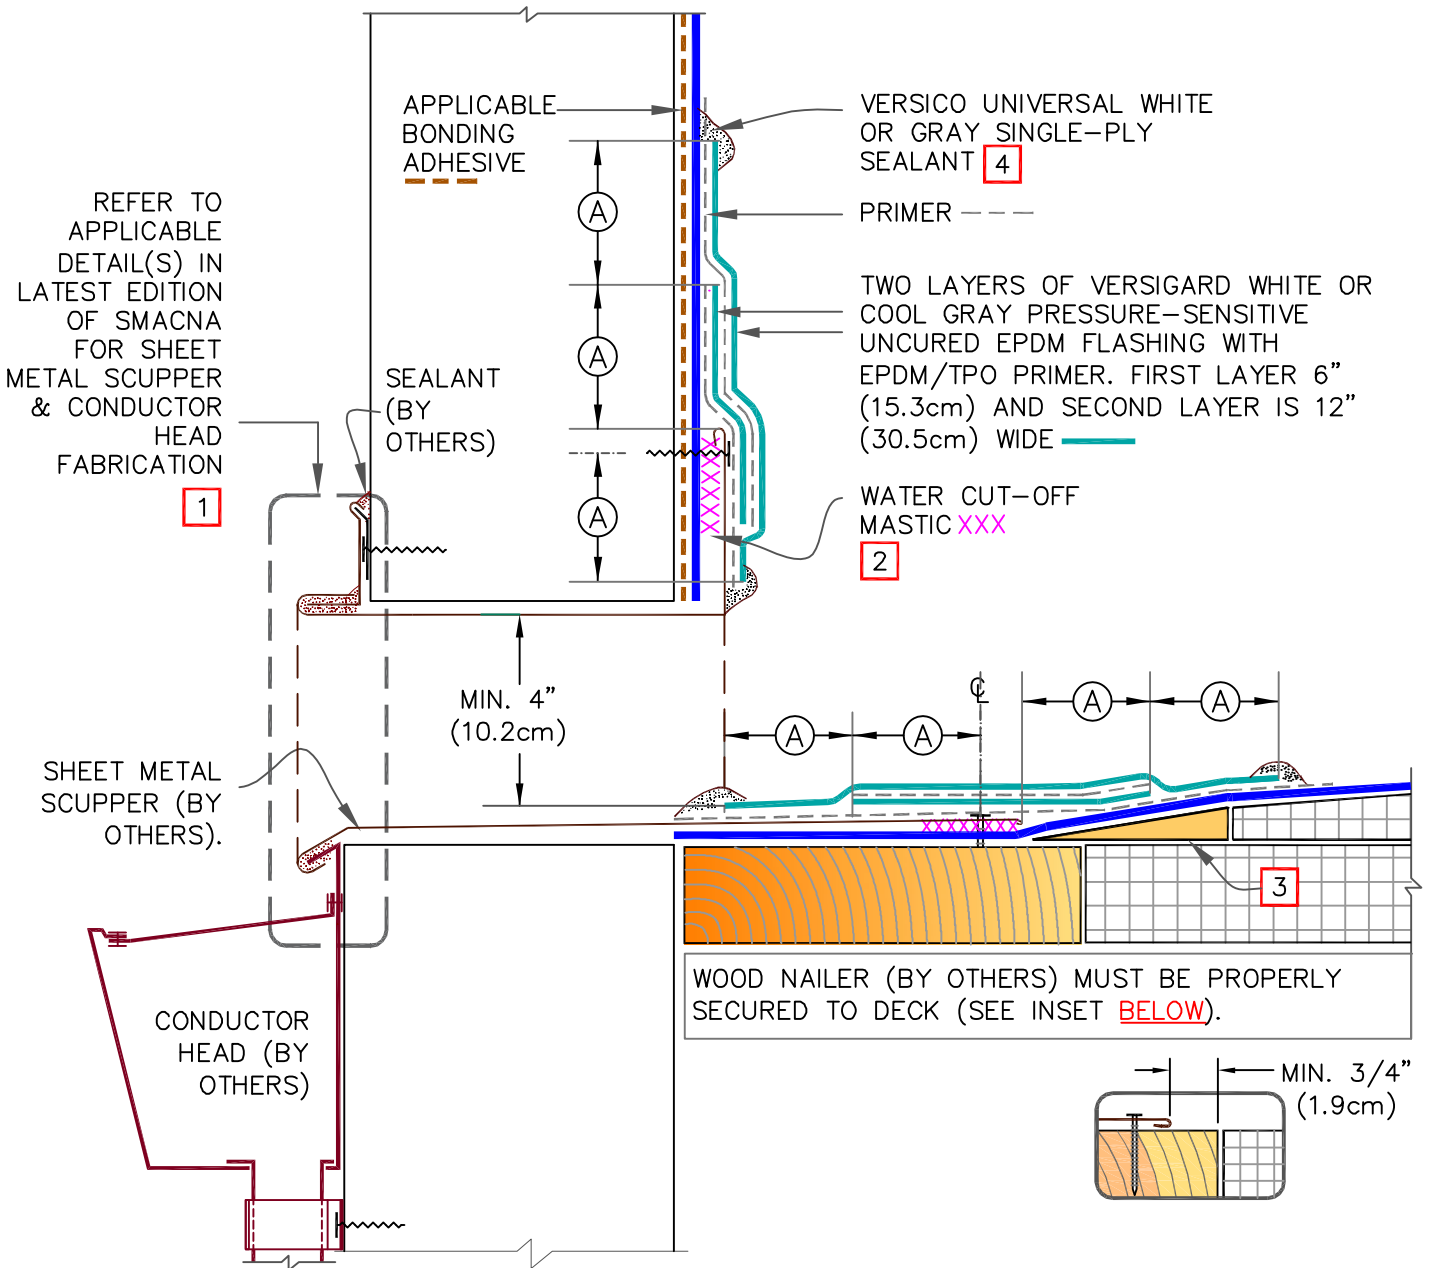 APPLICABLE
BONDING
ADHESIVE
VERSICO UNIVERSAL WHITE
OR GRAY SINGLE-PLY
SEALANT 4
PRIMER
TWO LAYERS OF VERSIGARD WHITE OR
COOL GRAY PRESSURE-SENSITIVE
UNCURED EPDM FLASHING WITH
EPDM/TPO PRIMER. FIRST LAYER 6"
(15.3cm) AND SECOND LAYER IS 12"
(30.5cm) WIDE
WATER CUT-OFF
MASTIC XXX
2
REFER TO
APPLICABLE
DETAIL(S) IN
LATEST EDITION
OF SMACNA
FOR SHEET
METAL SCUPPER
& CONDUCTOR
HEAD
FABRICATION
1
SEALANT
(BY
OTHERS)
A
A
A
MIN. 4"
(10.2cm)
℄
A
A
A
A
SHEET METAL
SCUPPER (BY
OTHERS).
3
WOOD NAILER (BY OTHERS) MUST BE PROPERLY
SECURED TO DECK (SEE INSET BELOW).
CONDUCTOR
HEAD (BY
OTHERS)
MIN. 3/4"
(1.9cm)